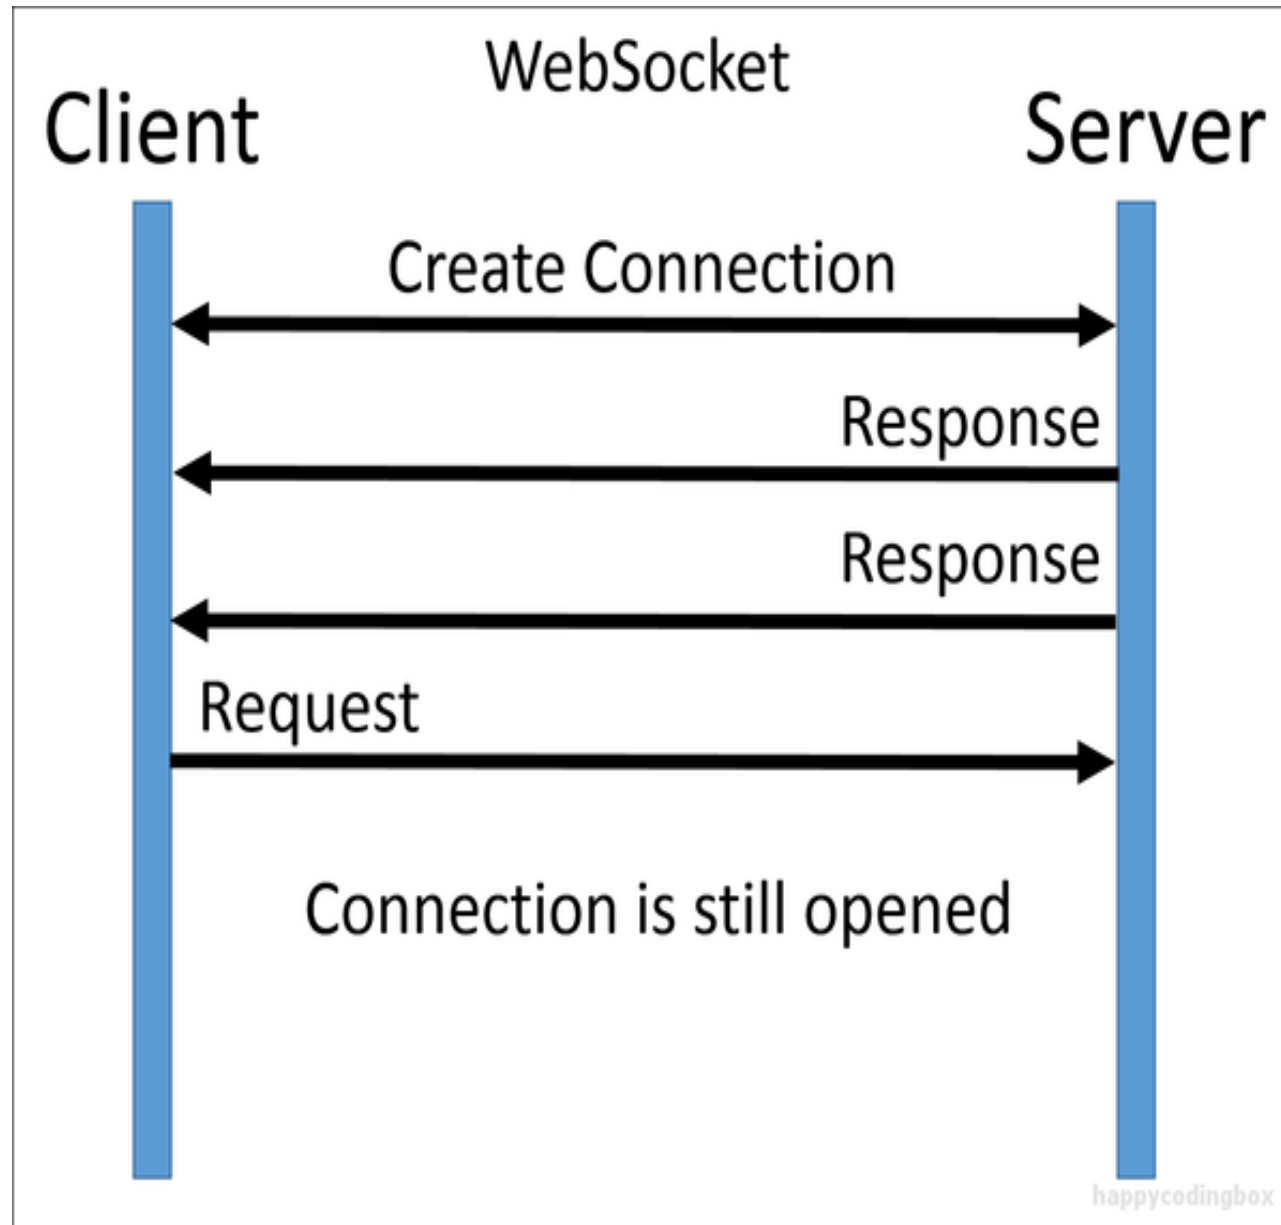 WebSocket
Client
Server
Create Connection
Response
Response
Request
Connection is still opened
happycodingbox